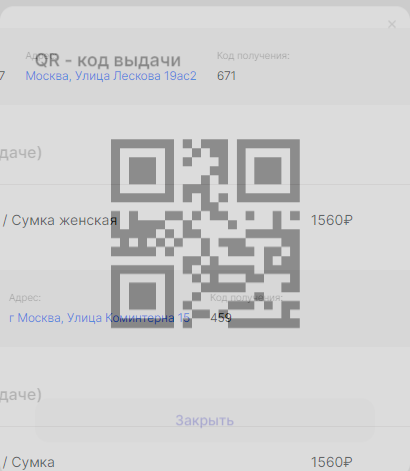 ×
Адрес:
Код получения:
QR - код выдачи
7
Москва, Улица Лескова 19ас2
671
даче)
/ Сумка женская
1560₽
Адрес:
Код получения:
г Москва, Улица Коминтерна 15
459
даче)
Закрыть
/ Сумка
1560₽